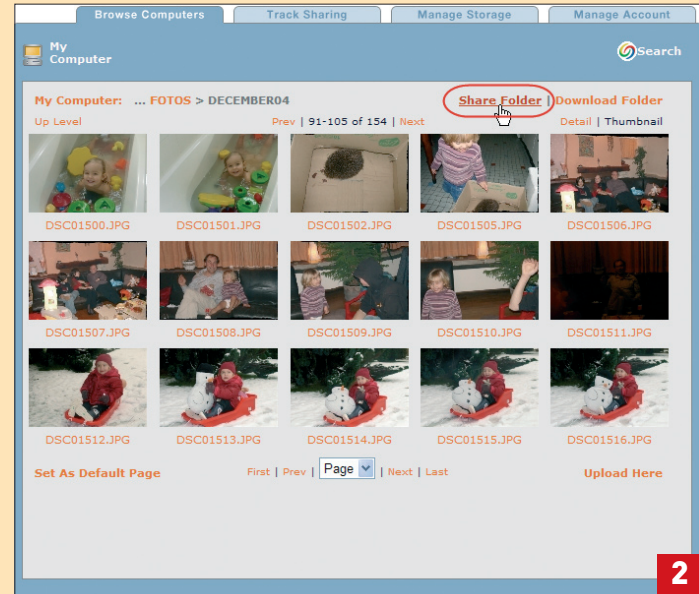 Browse Computers Track Sharing Manage Storage Manage Account
My
Computer
Search
My Computer: ... FOTOS > DECEMBER04 Share Folder | Download Folder
Up Level Prev | 91-105 of 154 | Next Detail | Thumbnail
DSC01500.JPG DSC01501.JPG DSC01502.JPG DSC01505.JPG DSC01506.JPG
DSC01507.JPG DSC01508.JPG DSC01509.JPG DSC01510.JPG DSC01511.JPG
DSC01512.JPG DSC01513.JPG DSC01514.JPG DSC01515.JPG DSC01516.JPG
Set As Default Page First | Prev | Page | Next | Last Upload Here
2